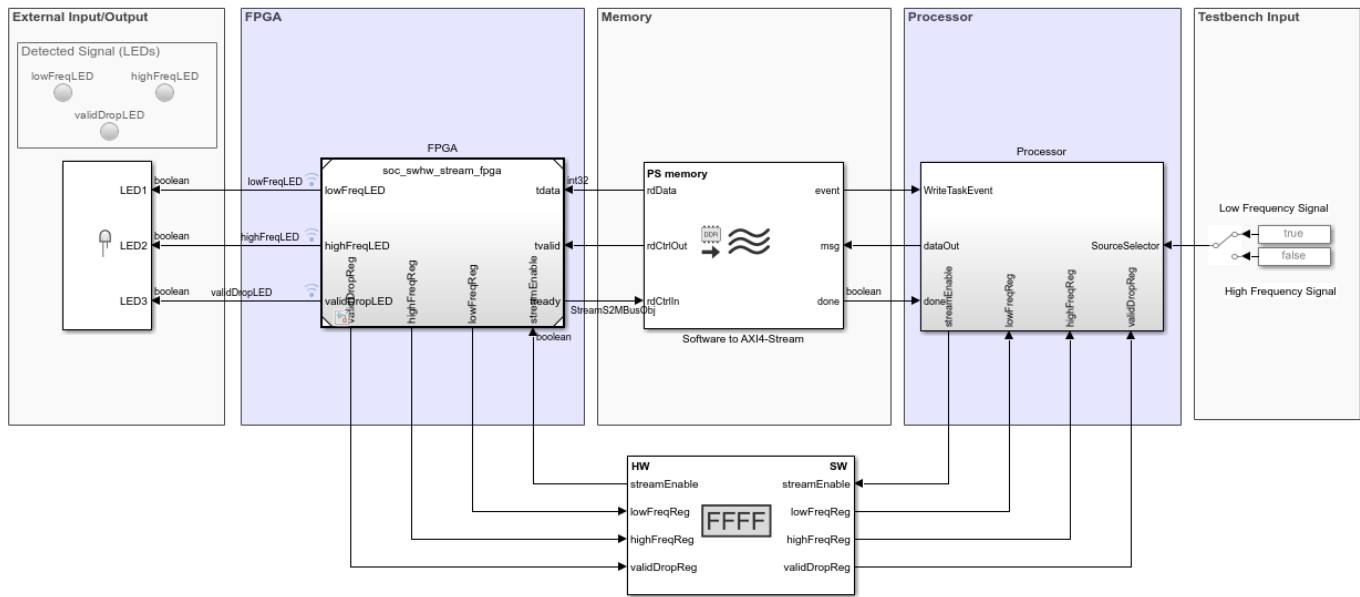 External Input/Output
FPGA
Memory
Processor
Testbench Input
Detected Signal (LEDs)
lowFreqLED
highFreqLED
validDropLED
FPGA
soc_swhw_stream_fpga
LED1
LED2
LED3
boolean
boolean
boolean
lowFreqLED
highFreqLED
validDropLED
lowFreqLED
highFreqLED
validDropLED
validDropReg
highFreqReg
lowFreqReg
streamEnable
tdata
tvalid
tready
int32
StreamS2MBusObj
boolean
PS memory
rdData
rdCtrlOut
rdCtrlIn
DDR
event
msg
done
Software to AXI4-Stream
boolean
Processor
WriteTaskEvent
dataOut
done
SourceSelector
streamEnable
lowFreqReg
highFreqReg
validDropReg
Low Frequency Signal
true
false
High Frequency Signal
HW
SW
streamEnable
streamEnable
lowFreqReg
lowFreqReg
FFFF
highFreqReg
highFreqReg
validDropReg
validDropReg